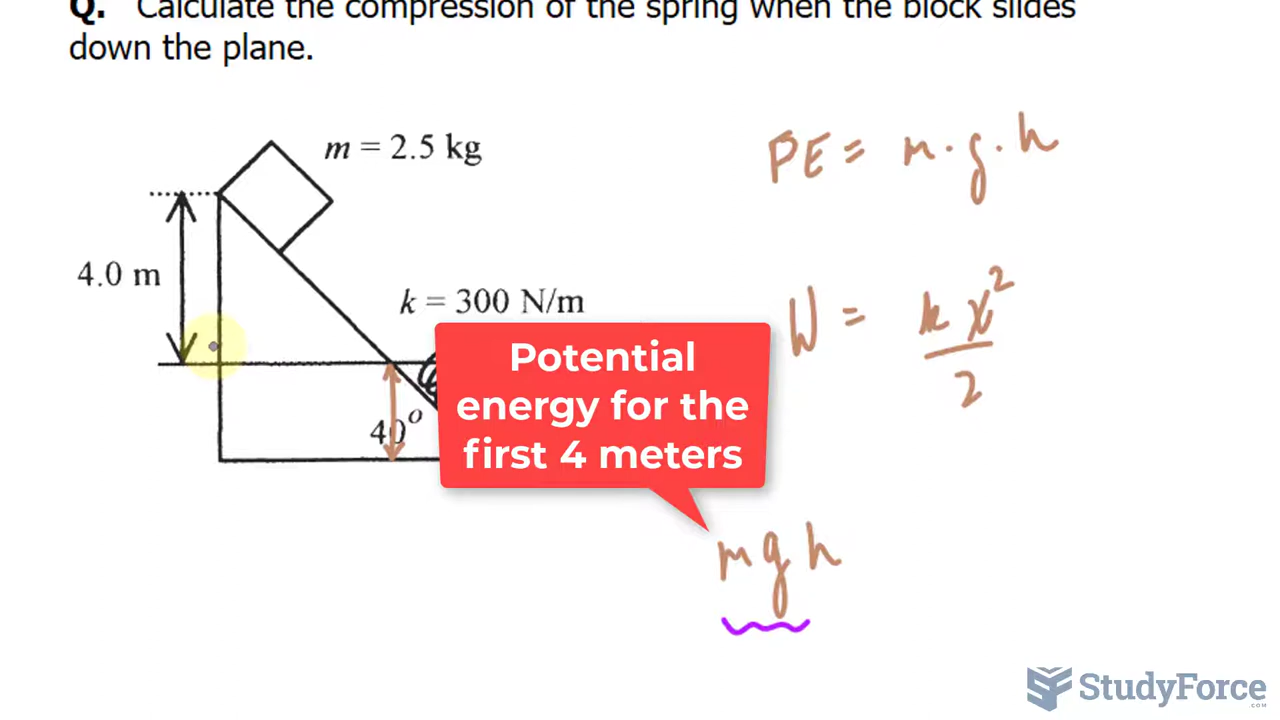 Q. Calculate the compression of the spring when the block slides
down the plane.
m = 2.5 kg
PE = m·g·h
4.0 m
k = 300 N/m
W = kx²
2
Potential
energy for the
first 4 meters
40°
mgh
StudyForce
.COM